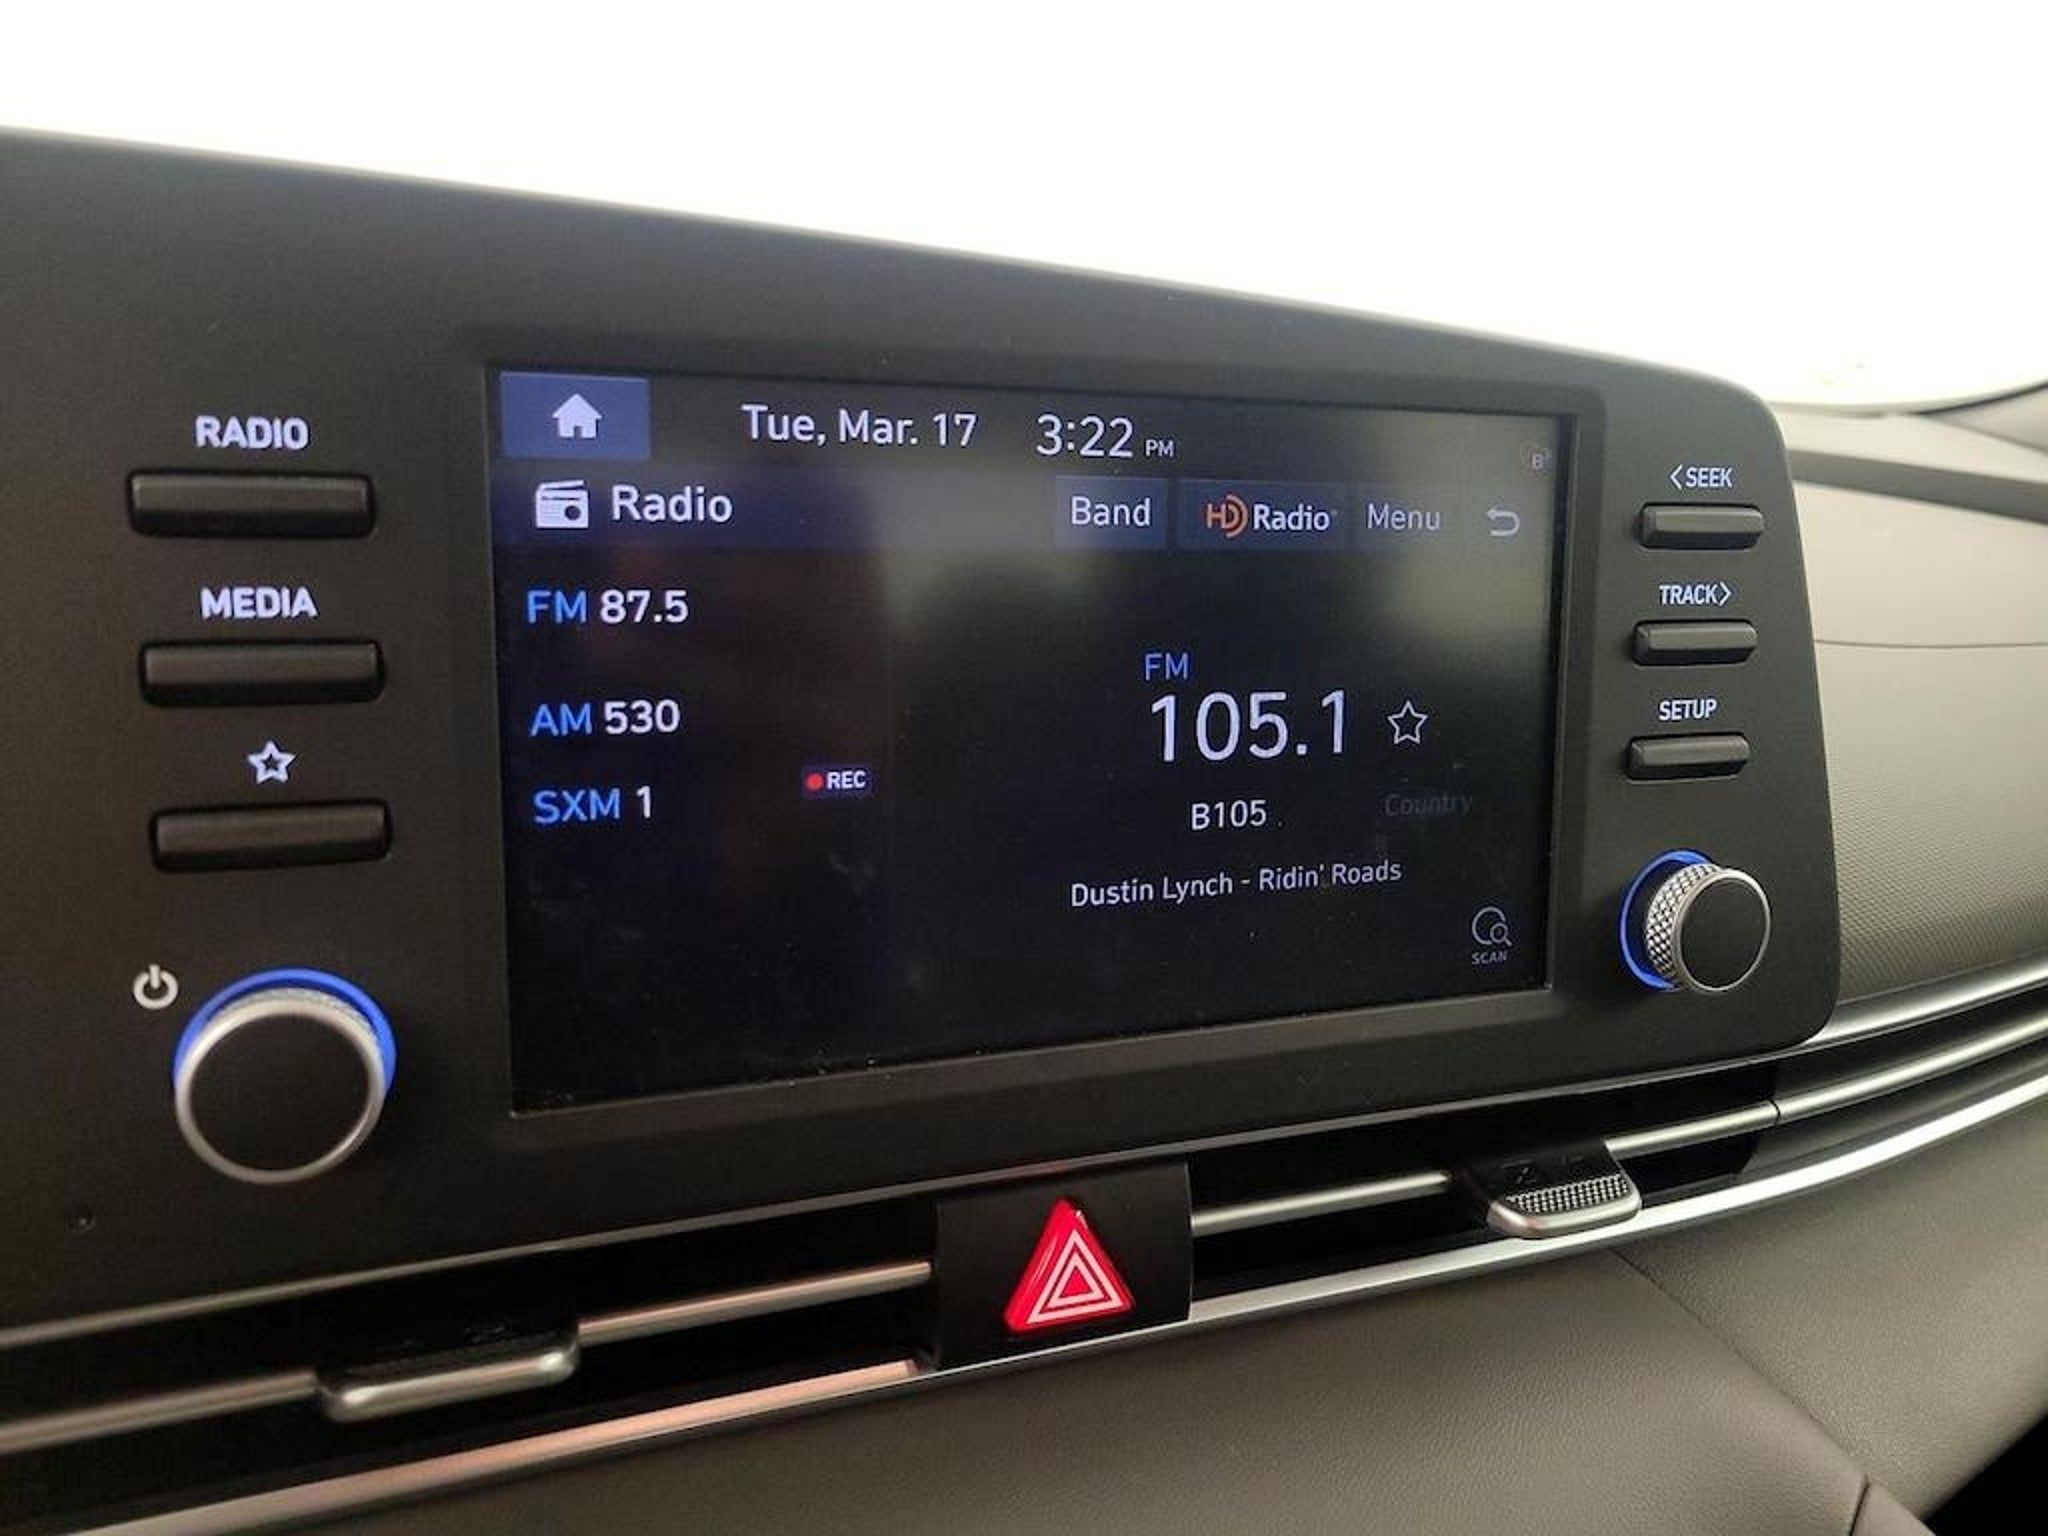 RADIO
MEDIA
Tue, Mar. 17 3:22 PM
B
Radio
Band HD Radio Menu
FM 87.5
AM 530
SXM 1
REC
FM
105.1
B105
Country
Dustin Lynch - Ridin' Roads
SCAN
<SEEK
TRACK>
SETUP